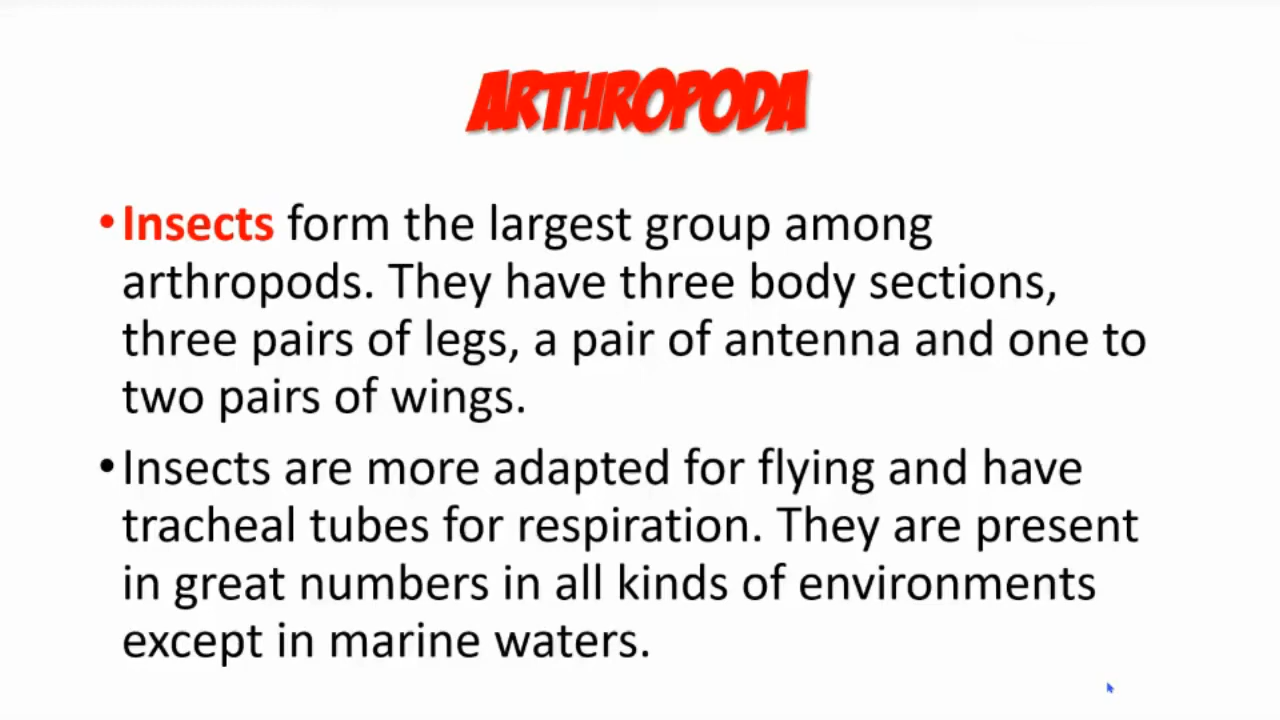 ARTHROPODA
•Insects form the largest group among
arthropods. They have three body sections,
three pairs of legs, a pair of antenna and one to
two pairs of wings.
•Insects are more adapted for flying and have
tracheal tubes for respiration. They are present
in great numbers in all kinds of environments
except in marine waters.